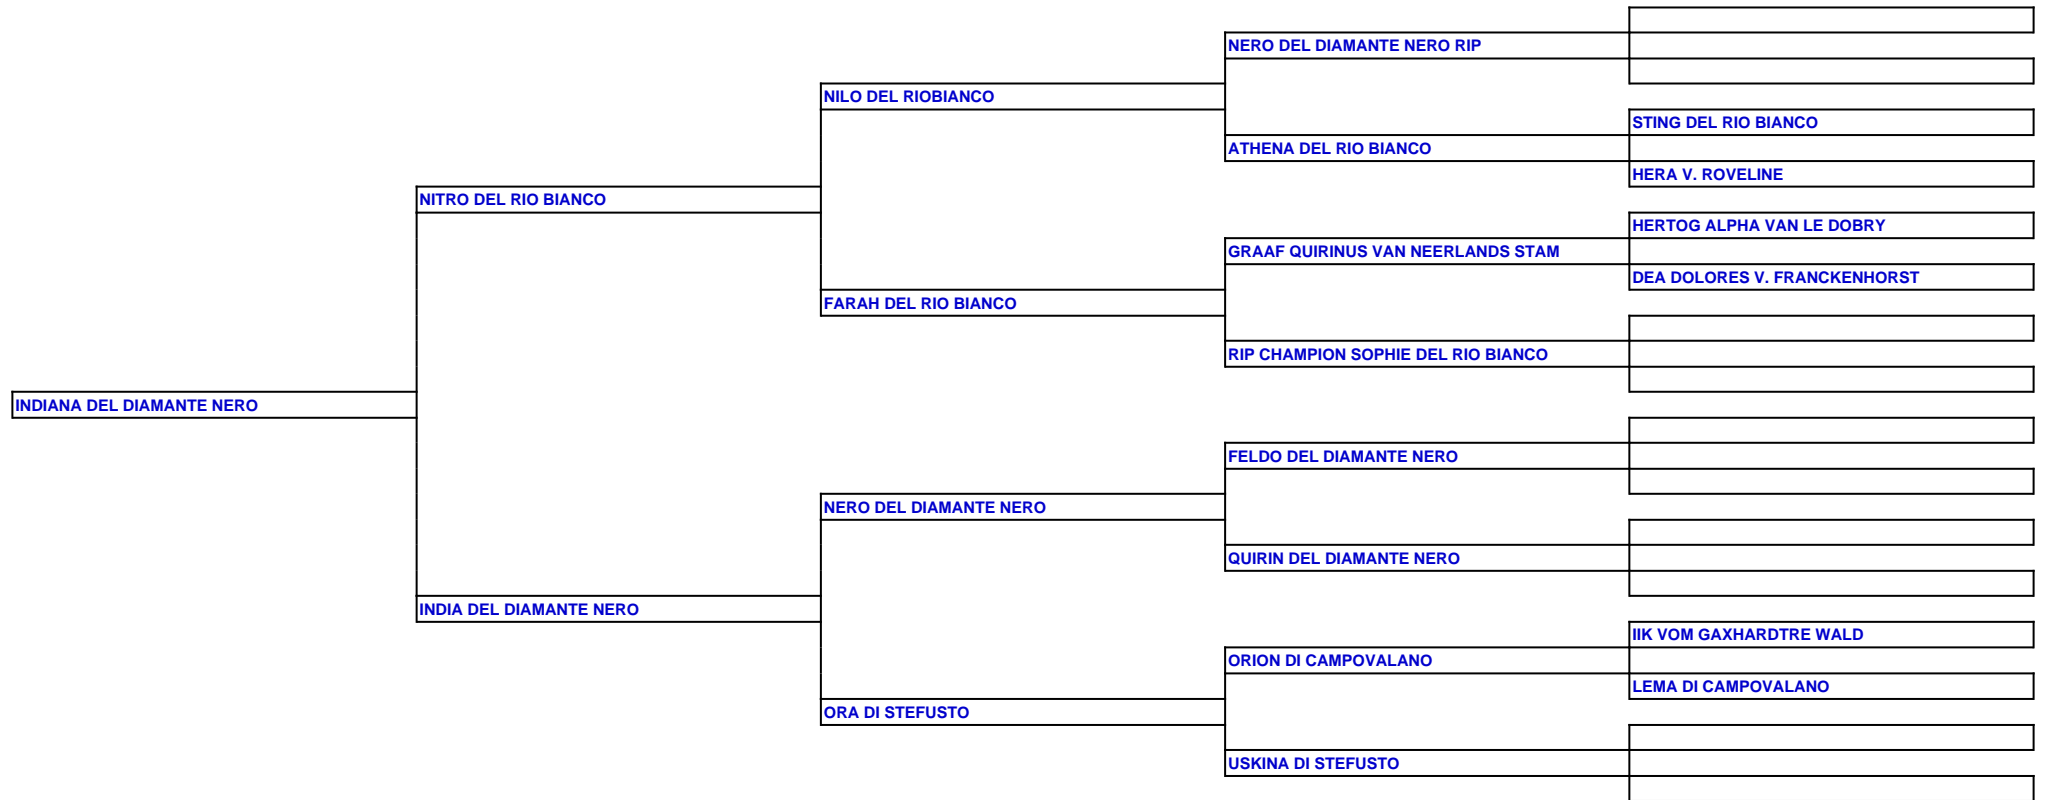 NERO DEL DIAMANTE NERO RIP
NILO DEL RIOBIANCO
STING DEL RIO BIANCO
ATHENA DEL RIO BIANCO
HERA V. ROVELINE
NITRO DEL RIO BIANCO
HERTOG ALPHA VAN LE DOBRY
GRAAF QUIRINUS VAN NEERLANDS STAM
DEA DOLORES V. FRANCKENHORST
FARAH DEL RIO BIANCO
RIP CHAMPION SOPHIE DEL RIO BIANCO
INDIANA DEL DIAMANTE NERO
FELDO DEL DIAMANTE NERO
NERO DEL DIAMANTE NERO
QUIRIN DEL DIAMANTE NERO
INDIA DEL DIAMANTE NERO
IIK VOM GAXHARDTRE WALD
ORION DI CAMPOVALANO
LEMA DI CAMPOVALANO
ORA DI STEFUSTO
USKINA DI STEFUSTO